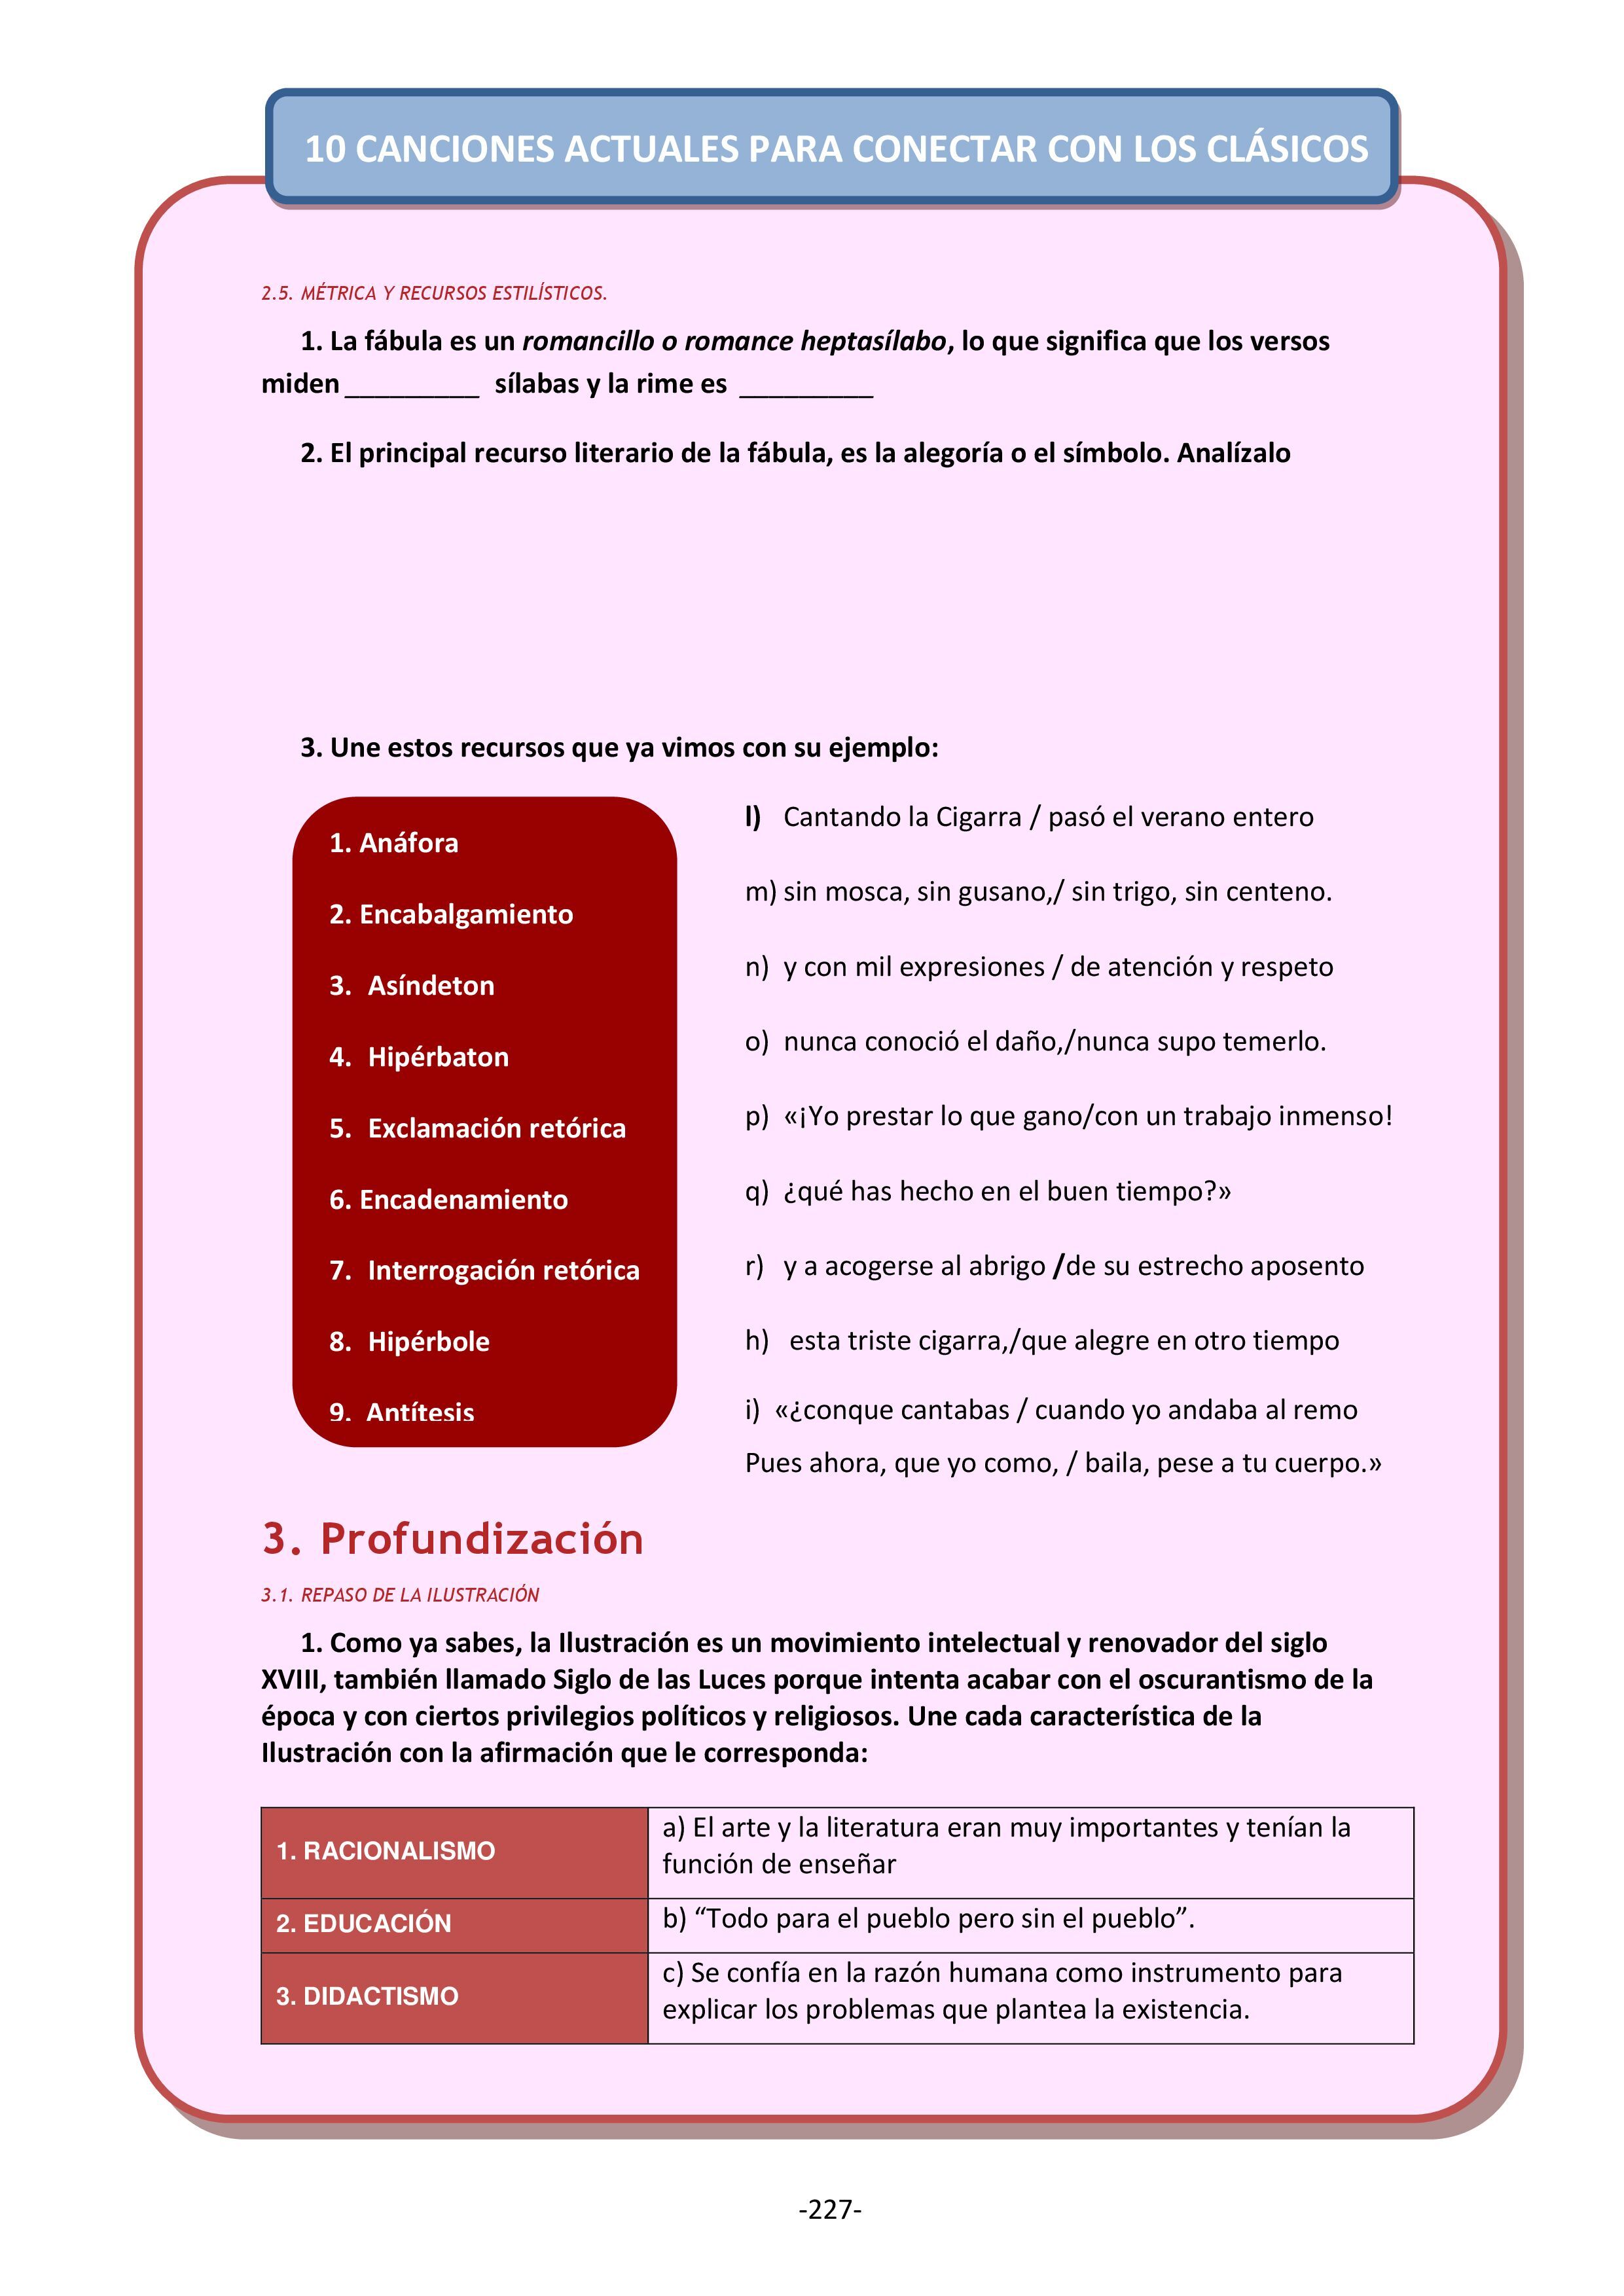 10 CANCIONES ACTUALES PARA CONECTAR CON LOS CLÁSICOS
2.5. MÉTRICA Y RECURSOS ESTILÍSTICOS.
1. La fábula es un romancillo o romance heptasílabo, lo que significa que los versos
miden _________ sílabas y la rime es _________
2. El principal recurso literario de la fábula, es la alegoría o el símbolo. Analízalo
3. Une estos recursos que ya vimos con su ejemplo:
1. Anáfora
2. Encabalgamiento
3. Asíndeton
4. Hipérbaton
5. Exclamación retórica
6. Encadenamiento
7. Interrogación retórica
8. Hipérbole
9. Antítesis
l) Cantando la Cigarra / pasó el verano entero
m) sin mosca, sin gusano,/ sin trigo, sin centeno.
n) y con mil expresiones / de atención y respeto
o) nunca conoció el daño,/nunca supo temerlo.
p) «¡Yo prestar lo que gano/con un trabajo inmenso!
q) ¿qué has hecho en el buen tiempo?»
r) y a acogerse al abrigo /de su estrecho aposento
h) esta triste cigarra,/que alegre en otro tiempo
i) «¿conque cantabas / cuando yo andaba al remo
Pues ahora, que yo como, / baila, pese a tu cuerpo.»
3. Profundización
3.1. REPASO DE LA ILUSTRACIÓN
1. Como ya sabes, la Ilustración es un movimiento intelectual y renovador del siglo
XVIII, también llamado Siglo de las Luces porque intenta acabar con el oscurantismo de la
época y con ciertos privilegios políticos y religiosos. Une cada característica de la
Ilustración con la afirmación que le corresponda:
1. RACIONALISMO
a) El arte y la literatura eran muy importantes y tenían la
función de enseñar
2. EDUCACIÓN
b) “Todo para el pueblo pero sin el pueblo”.
3. DIDACTISMO
c) Se confía en la razón humana como instrumento para
explicar los problemas que plantea la existencia.
-227-